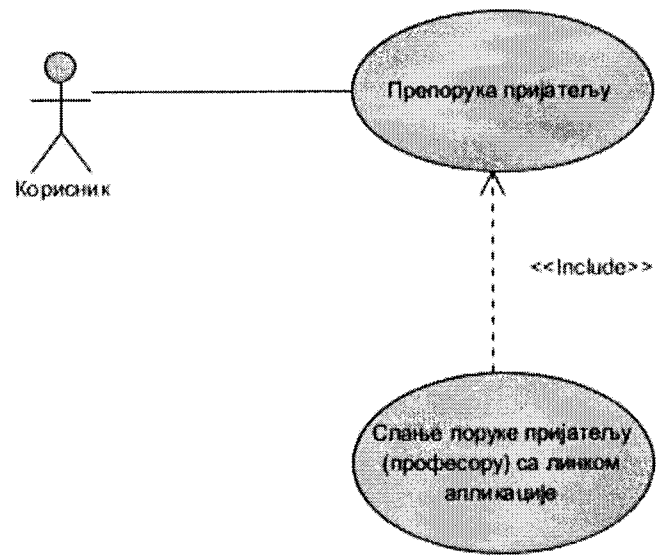 Препорука пријатељу
Корисник
<<Include>>
Слање поруке пријатељу
(професору) са линком
апликације